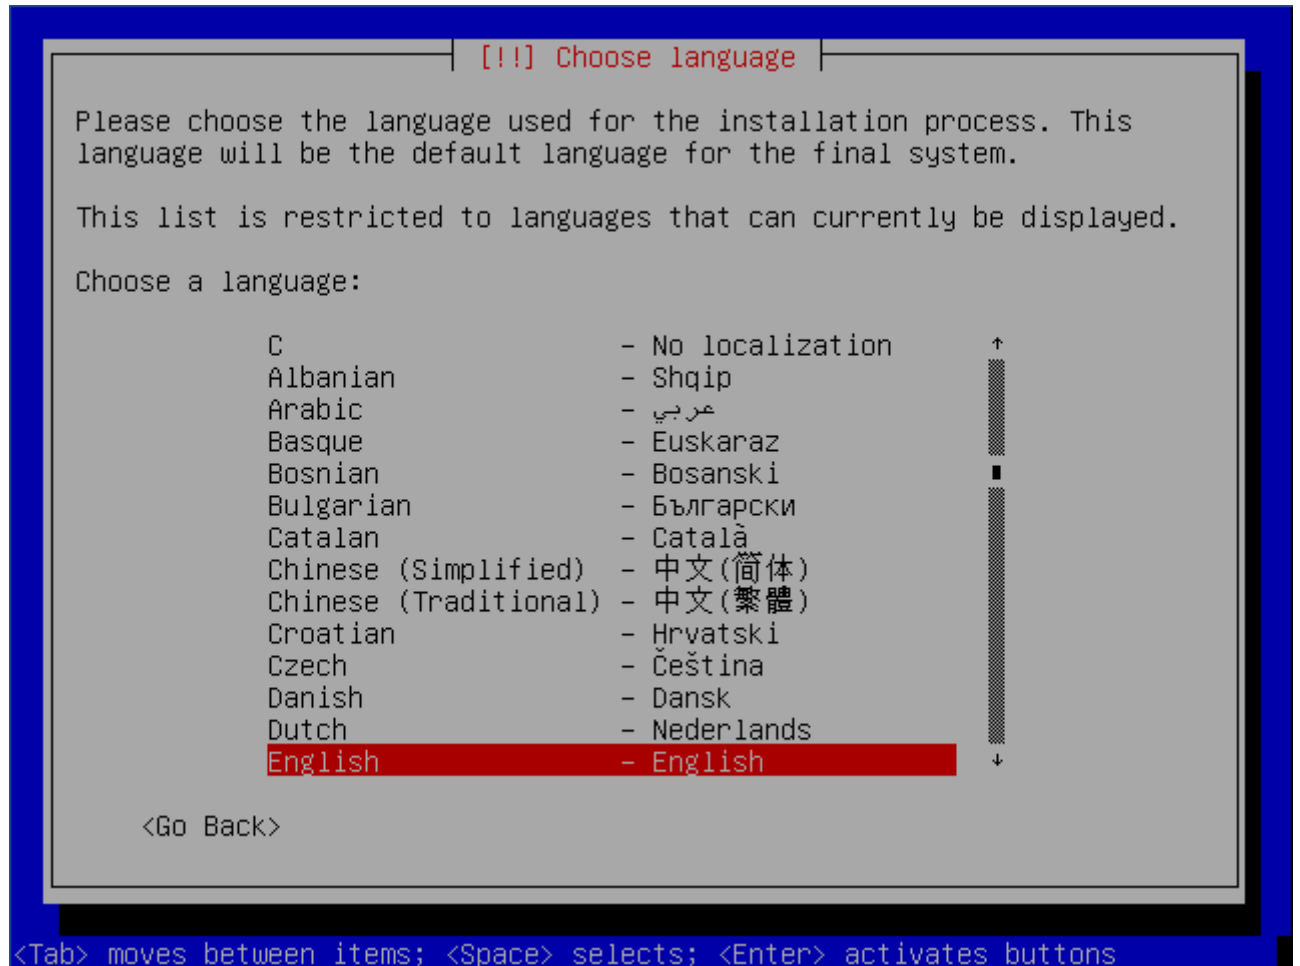 [!!] Choose language
Please choose the language used for the installation process. This
language will be the default language for the final system.
This list is restricted to languages that can currently be displayed.
Choose a language:
C - No localization
Albanian - Shqip
Arabic - عربي
Basque - Euskaraz
Bosnian - Bosanski
Bulgarian - Български
Catalan - Català
Chinese (Simplified) - 中文(简体)
Chinese (Traditional) - 中文(繁體)
Croatian - Hrvatski
Czech - Čeština
Danish - Dansk
Dutch - Nederlands
English - English
<Go Back>
<Tab> moves between items; <Space> selects; <Enter> activates buttons